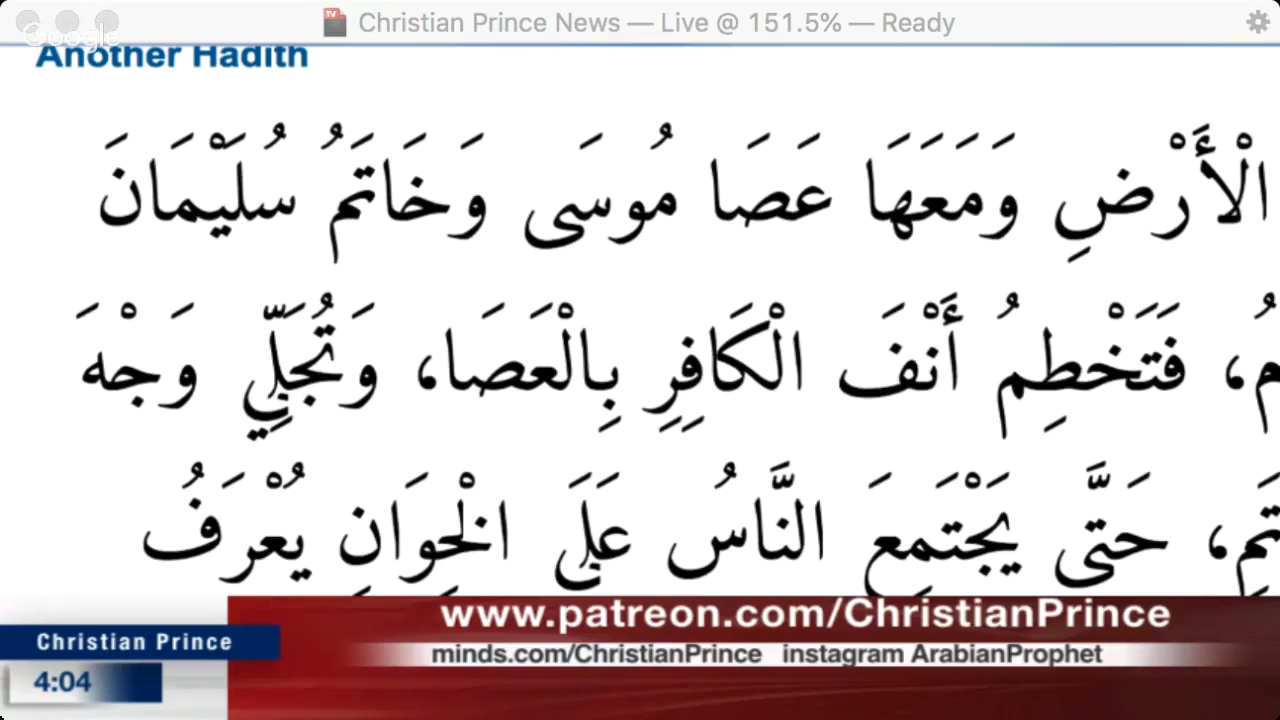 Christian Prince News — Live @ 151.5% — Ready
Google
Another Hadith
الْأَرْضِ وَمَعَهَا عَصَا مُوسَى وَخَاتَمُ سُلَيْمَانَ
فَتَخْطِمُ أَنْفَ الْكَافِرِ بِالْعَصَا، وَتُجَلِّي وَجْهَ
حَتَّى يَجْتَمِعَ النَّاسُ عَلَى الْخِوَانِ يُعْرَفُ
www.patreon.com/ChristianPrince
Christian Prince
minds.com/ChristianPrince instagram ArabianProphet
4:04